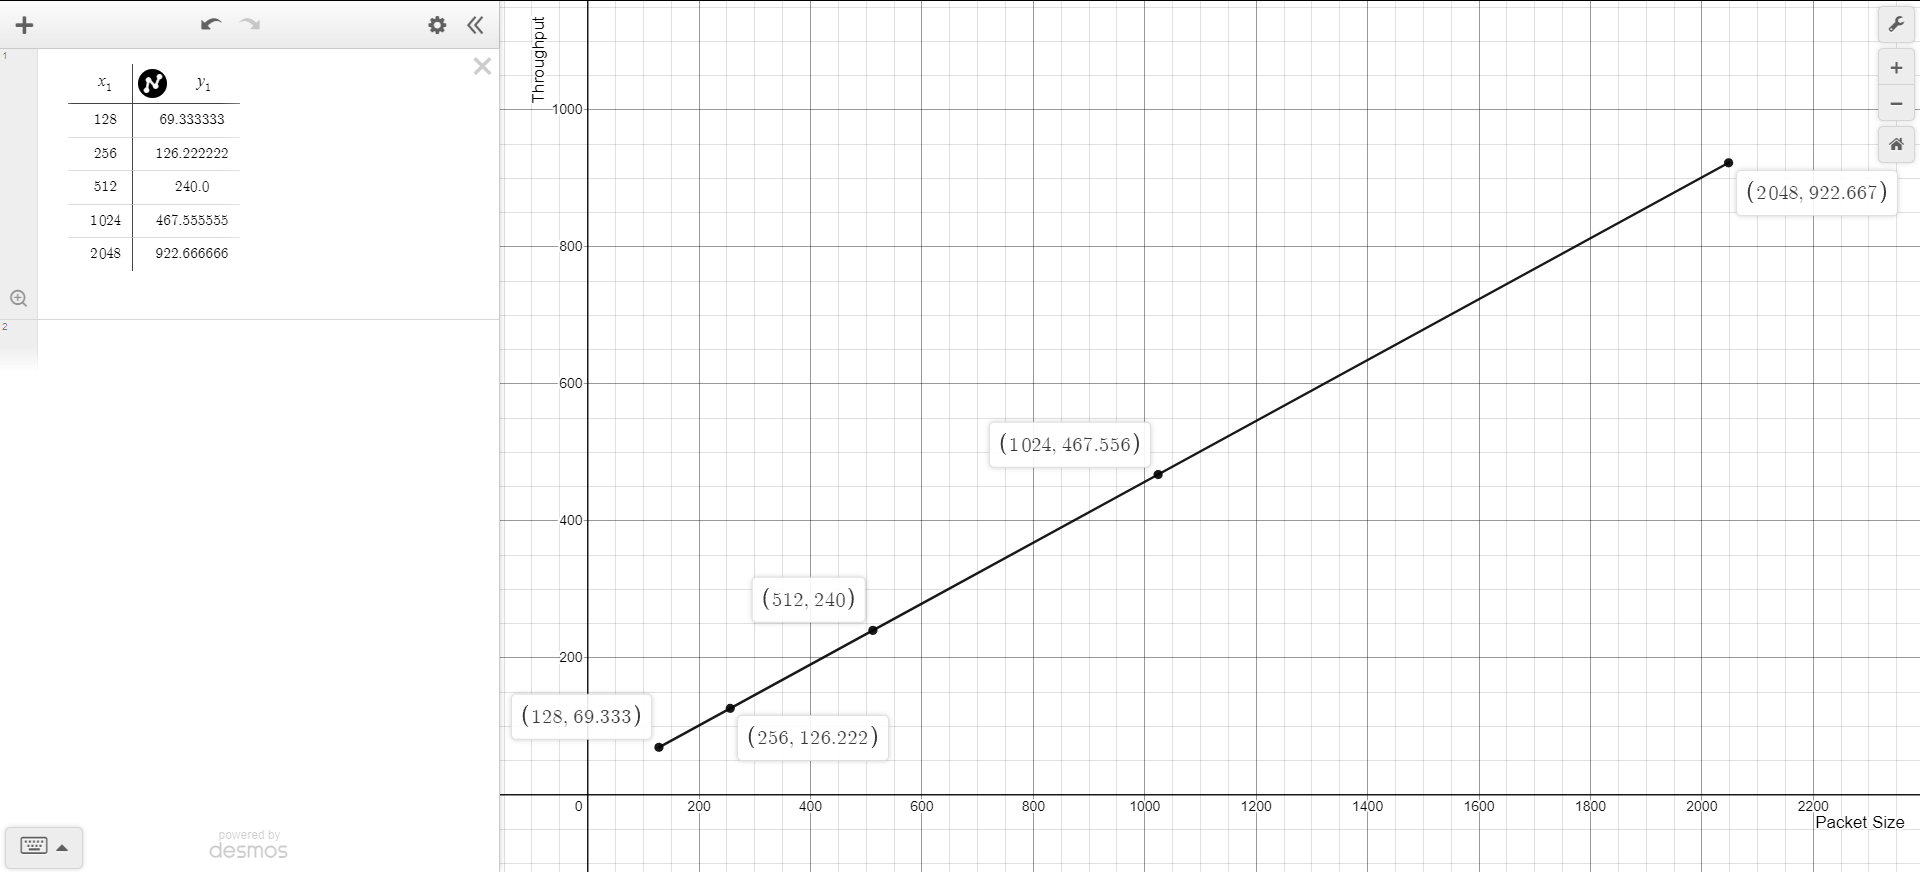 1
x₁ y₁
128 69.333333
256 126.222222
512 240.0
1024 467.555555
2048 922.666666
2
powered by
desmos
Throughput
1000
800
600
400
200
(2048, 922.667)
(1024, 467.556)
(512, 240)
(128, 69.333)
(256, 126.222)
0 200 400 600 800 1000 1200 1400 1600 1800 2000 2200
Packet Size